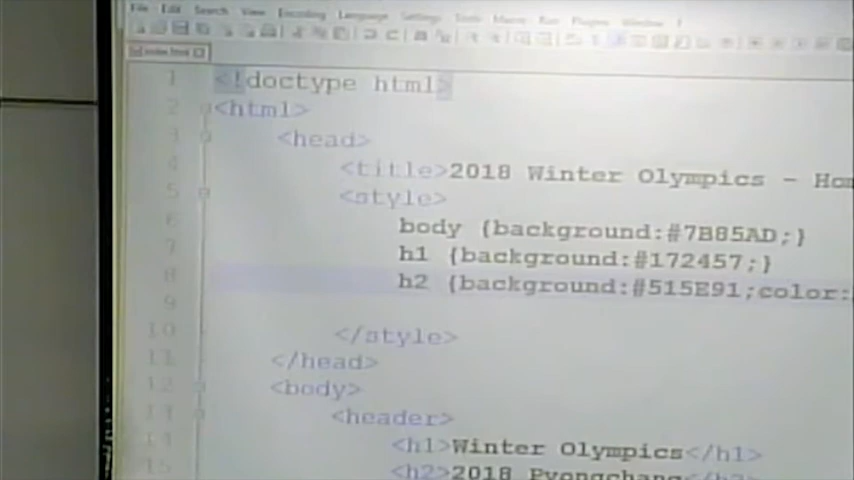 File Edit Search View Encoding Language Settings Tools Macro Run Plugins Window ?
index.html
1 <!doctype html>
2 <html>
3 <head>
4 <title>2018 Winter Olympics - Hom
5 <style>
6 body {background:#7B85AD;}
7 h1 {background:#172457;}
8 h2 {background:#515E91;color:
9
10 </style>
11 </head>
12 <body>
13 <header>
14 <h1>Winter Olympics</h1>
15 <h2>2018 Pyongchang</h2>